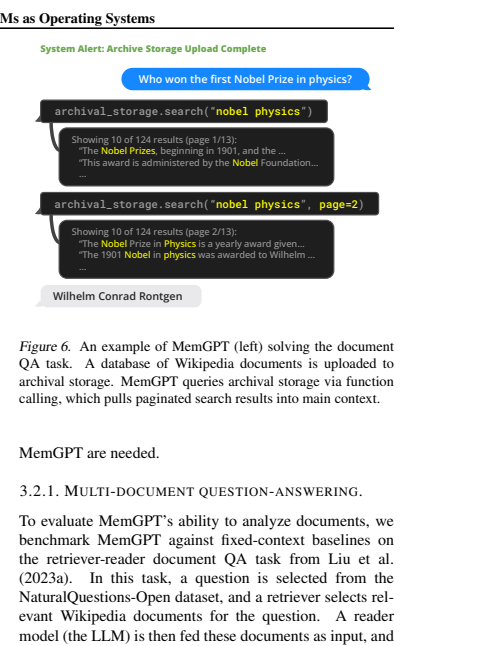 Ms as Operating Systems
System Alert: Archive Storage Upload Complete
Who won the first Nobel Prize in physics?
archival_storage.search("nobel physics")
Showing 10 of 124 results (page 1/13):
"The Nobel Prizes, beginning in 1901, and the ...
"This award is administered by the Nobel Foundation...
...
archival_storage.search("nobel physics", page=2)
Showing 10 of 124 results (page 2/13):
"The Nobel Prize in Physics is a yearly award given...
"The 1901 Nobel in physics was awarded to Wilhelm ...
...
Wilhelm Conrad Rontgen
Figure 6. An example of MemGPT (left) solving the document
QA task. A database of Wikipedia documents is uploaded to
archival storage. MemGPT queries archival storage via function
calling, which pulls paginated search results into main context.
MemGPT are needed.
3.2.1. MULTI-DOCUMENT QUESTION-ANSWERING.
To evaluate MemGPT's ability to analyze documents, we
benchmark MemGPT against fixed-context baselines on
the retriever-reader document QA task from Liu et al.
(2023a). In this task, a question is selected from the
NaturalQuestions-Open dataset, and a retriever selects rel-
evant Wikipedia documents for the question. A reader
model (the LLM) is then fed these documents as input, and